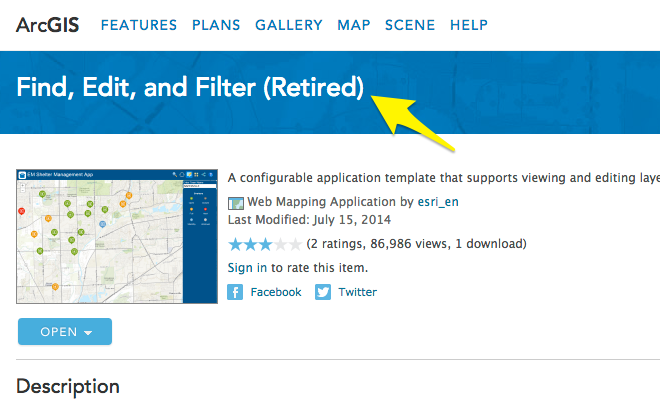 ArcGIS FEATURES PLANS GALLERY MAP SCENE HELP
Find, Edit, and Filter (Retired)
EM Shelter Management App
A configurable application template that supports viewing and editing laye
Web Mapping Application by esri_en
Last Modified: July 15, 2014
(2 ratings, 86,986 views, 1 download)
Sign in to rate this item.
Facebook Twitter
OPEN
Description